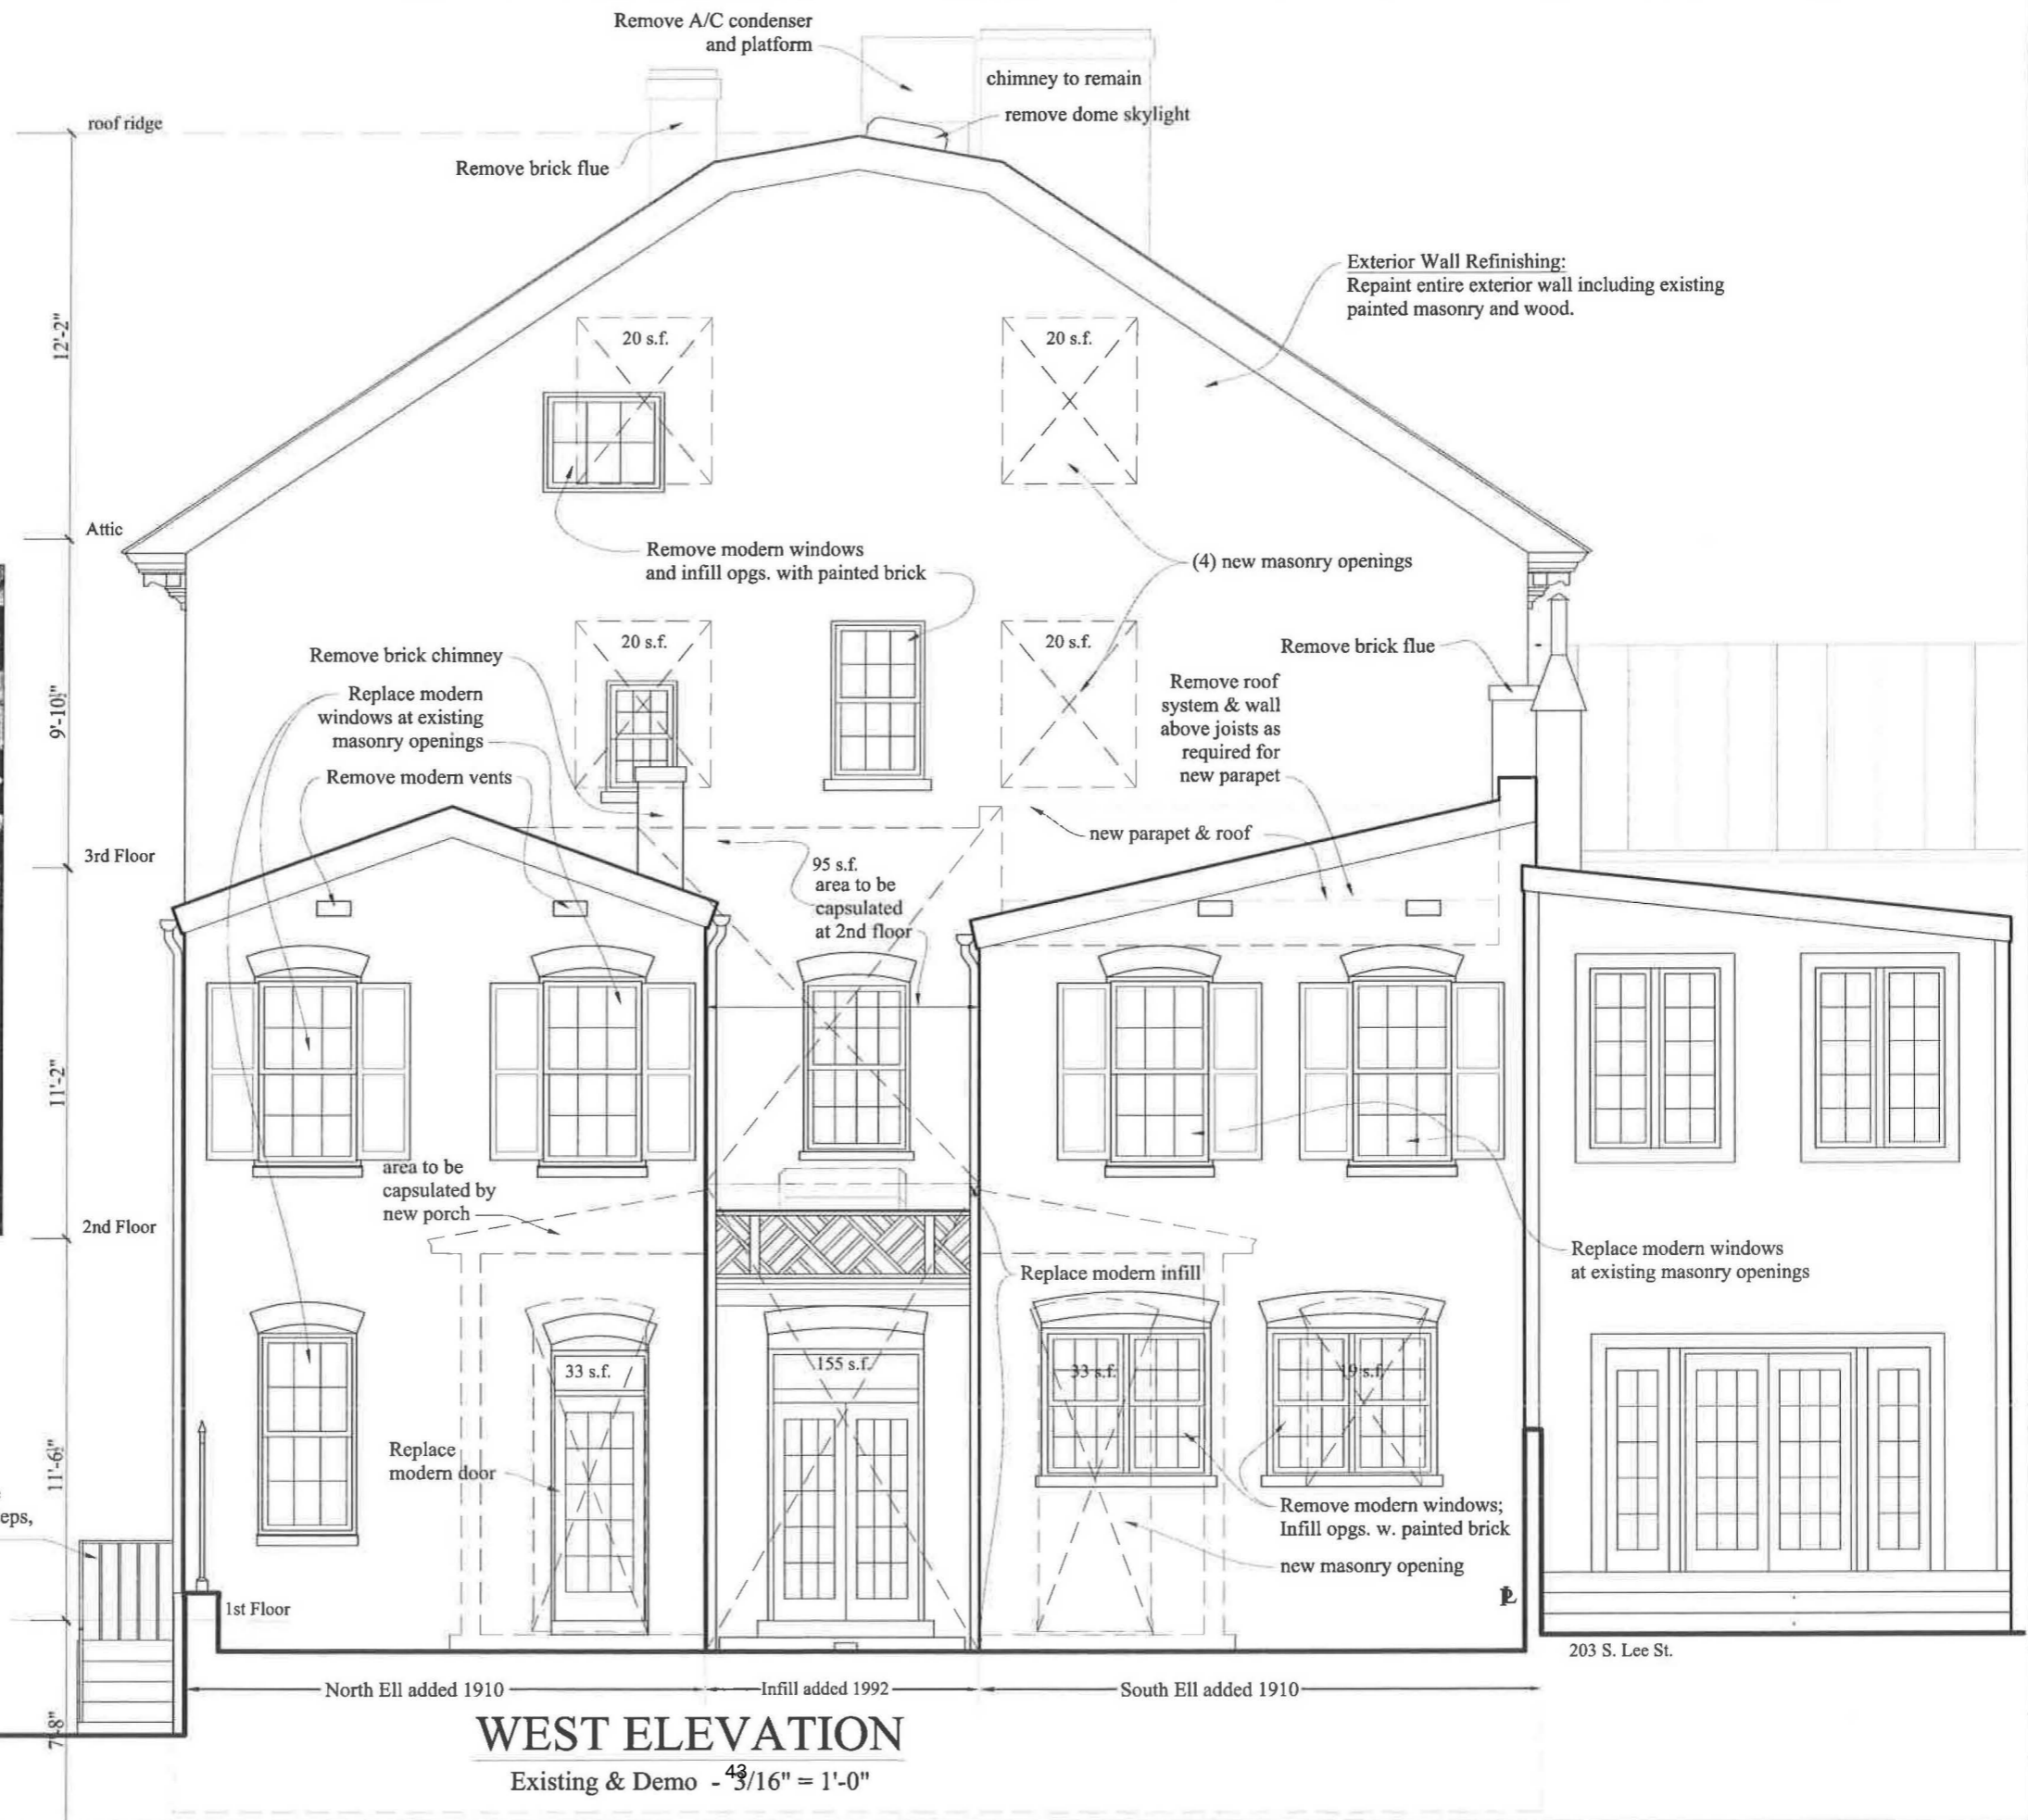 Remove A/C condenser
and platform
chimney to remain
remove dome skylight
roof ridge
Remove brick flue
Exterior Wall Refinishing:
Repaint entire exterior wall including existing
painted masonry and wood.
12'-2"
20 s.f.
20 s.f.
Attic
Remove modern windows
and infill opgs. with painted brick
(4) new masonry openings
20 s.f.
20 s.f.
Remove brick chimney
Remove brick flue
Replace modern
windows at existing
masonry openings
Remove modern vents
Remove roof
system & wall
above joists as
required for
new parapet
9'-10½"
new parapet & roof
3rd Floor
95 s.f.
area to be
capsulated
at 2nd floor
11'-2"
area to be
capsulated by
new porch
2nd Floor
Replace modern windows
at existing masonry openings
Replace modern infill
33 s.f.
155 s.f.
33 s.f.
19 s.f.
11'-6½"
Replace
modern door
eps,
Remove modern windows;
Infill opgs. w. painted brick
new masonry opening
PL
1st Floor
203 S. Lee St.
North Ell added 1910
Infill added 1992
South Ell added 1910
7'-8"
WEST ELEVATION
Existing & Demo - 3/16" = 1'-0"
43